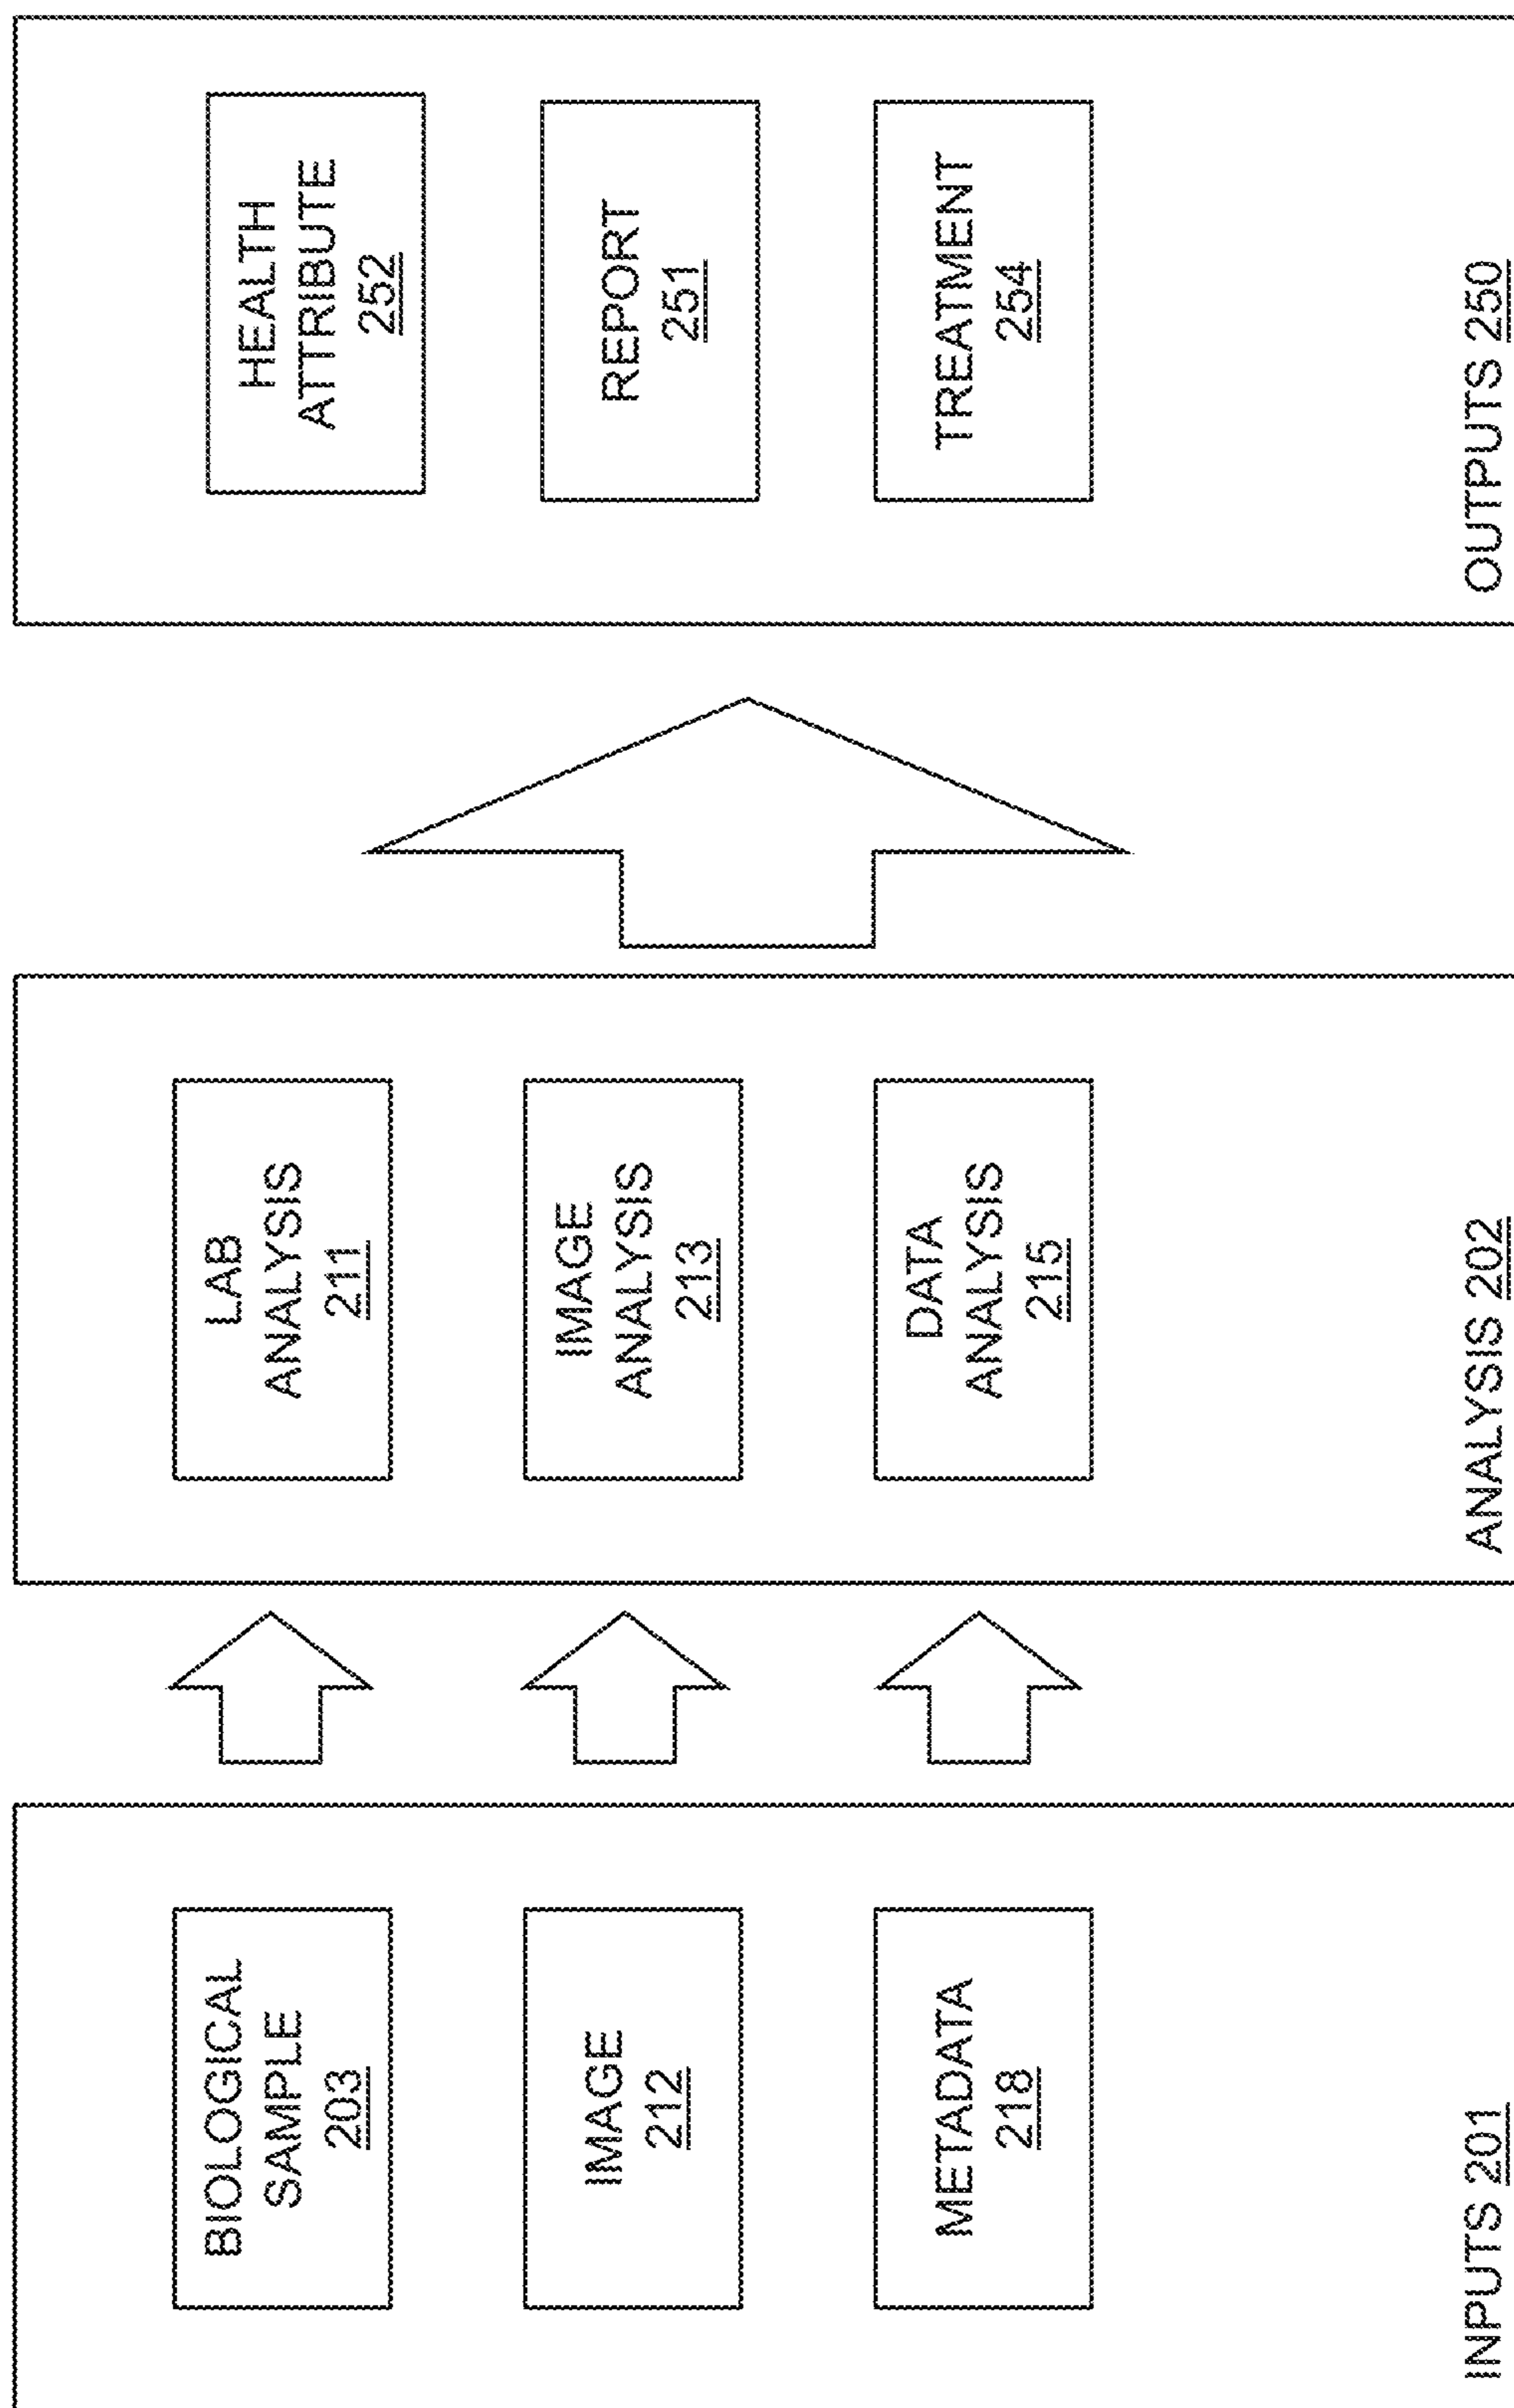 BIOLOGICAL
SAMPLE
203
IMAGE
212
METADATA
218
INPUTS 201
LAB
ANALYSIS
211
IMAGE
ANALYSIS
213
DATA
ANALYSIS
215
ANALYSIS 202
HEALTH
ATTRIBUTE
252
REPORT
251
TREATMENT
254
OUTPUTS 250